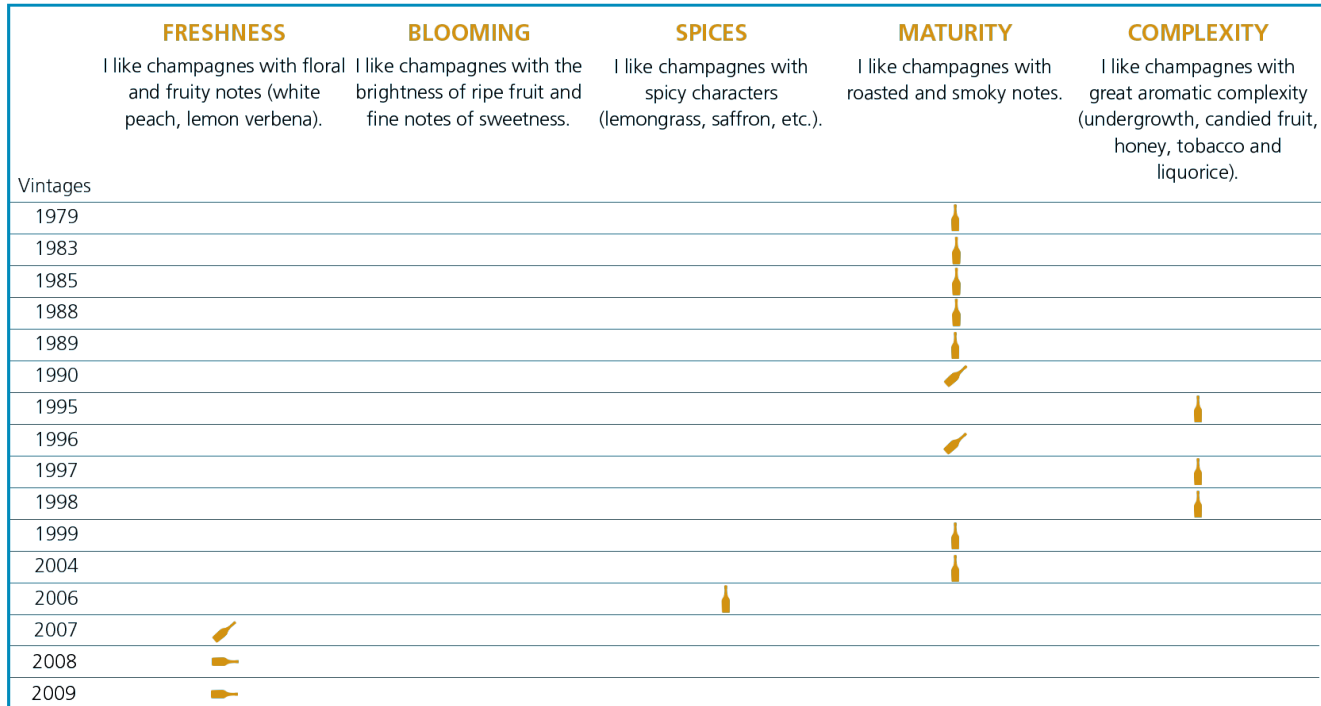 FRESHNESS
I like champagnes with floral
and fruity notes (white
peach, lemon verbena).
BLOOMING
I like champagnes with the
brightness of ripe fruit and
fine notes of sweetness.
SPICES
I like champagnes with
spicy characters
(lemongrass, saffron, etc.).
MATURITY
I like champagnes with
roasted and smoky notes.
COMPLEXITY
I like champagnes with
great aromatic complexity
(undergrowth, candied fruit,
honey, tobacco and
liquorice).
Vintages
1979
1983
1985
1988
1989
1990
1995
1996
1997
1998
1999
2004
2006
2007
2008
2009